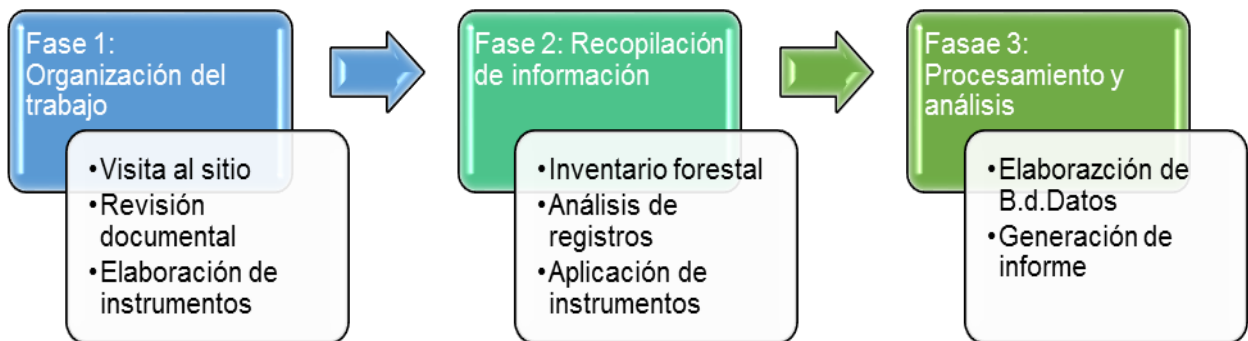 Fase 1:
Organización del
trabajo
•Visita al sitio
•Revisión
documental
•Elaboración de
instrumentos
Fase 2: Recopilación
de información
•Inventario forestal
•Análisis de
registros
•Aplicación de
instrumentos
Fasae 3:
Procesamiento y
análisis
•Elaborazción de
B.d.Datos
•Generación de
informe